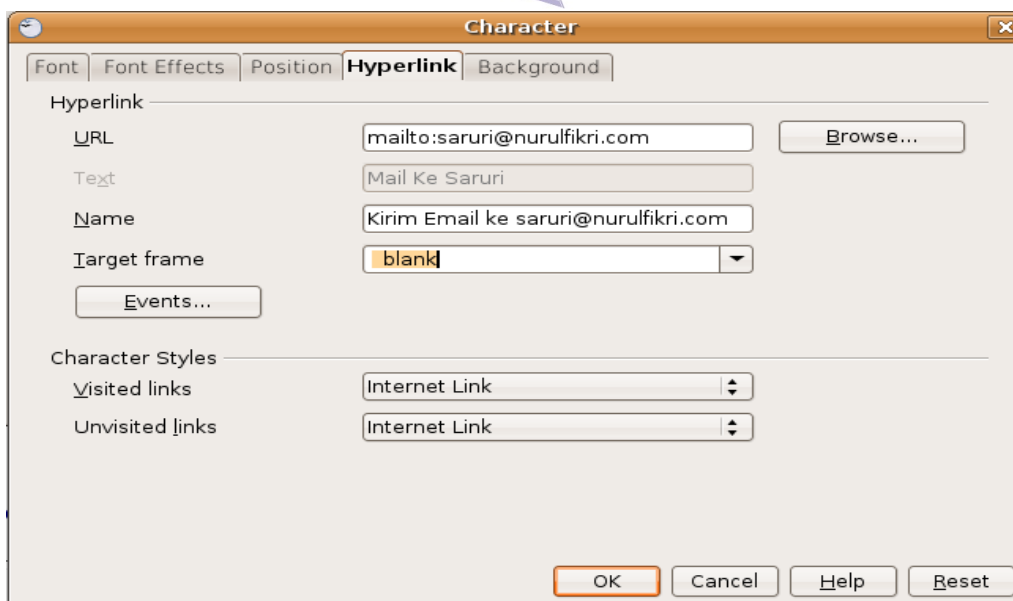 Character
Font Font Effects Position Hyperlink Background
Hyperlink
URL mailto:saruri@nurulfikri.com Browse...
Text Mail Ke Saruri
Name Kirim Email ke saruri@nurulfikri.com
Target frame _blank
Events...
Character Styles
Visited links Internet Link
Unvisited links Internet Link
OK Cancel Help Reset